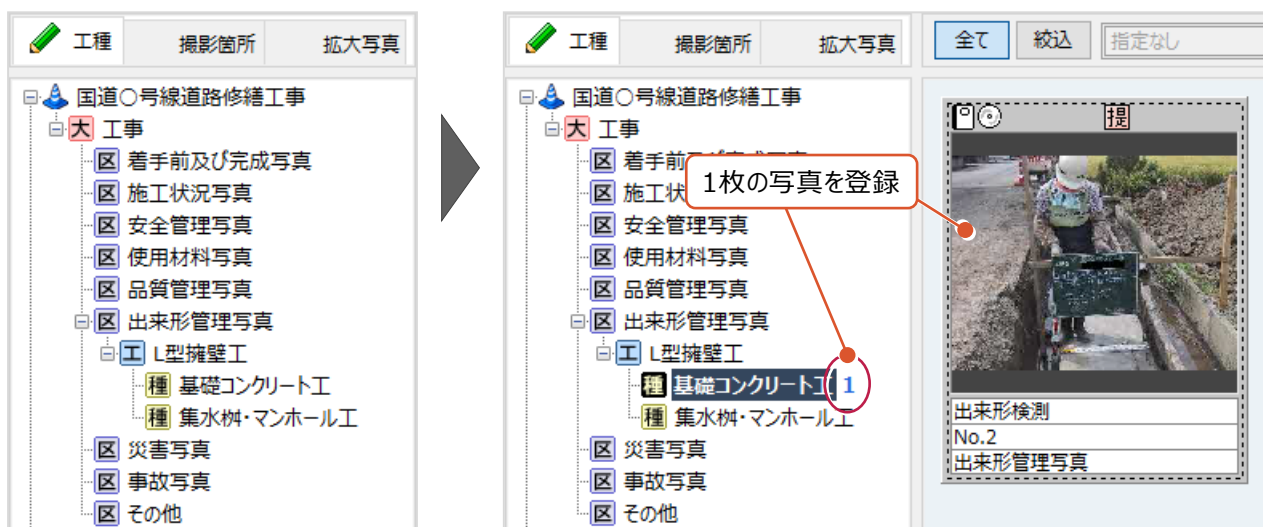 工種 撮影箇所 拡大写真
国道○号線道路修繕工事
大 工事
区 着手前及び完成写真
区 施工状況写真
区 安全管理写真
区 使用材料写真
区 品質管理写真
区 出来形管理写真
工 L型擁壁工
種 基礎コンクリート工
種 集水桝・マンホール工
区 災害写真
区 事故写真
区 その他
工種 撮影箇所 拡大写真
国道○号線道路修繕工事
大 工事
区 着手前
区 施工状
区 安全管理写真
区 使用材料写真
区 品質管理写真
区 出来形管理写真
工 L型擁壁工
種 基礎コンクリート工 1
種 集水桝・マンホール工
区 災害写真
区 事故写真
区 その他
1枚の写真を登録
全て 絞込 指定なし
提
出来形検測
No.2
出来形管理写真